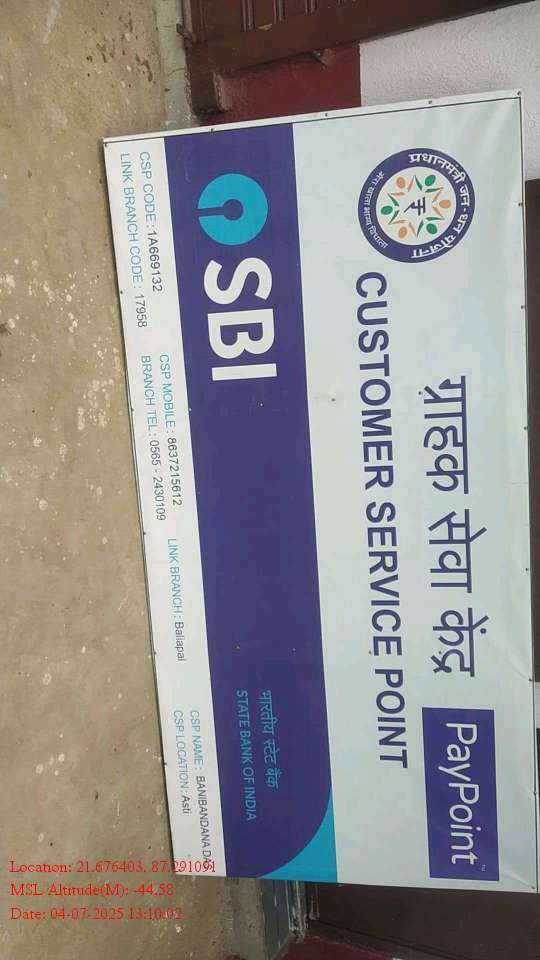 प्रधानमंत्री जन-धन योजना
मेरा खाता भाग्य विधाता
ग्राहक सेवा केंद्र
PayPoint
CUSTOMER SERVICE POINT
SBI
भारतीय स्टेट बैंक
STATE BANK OF INDIA
CSP CODE : 1A669132
CSP MOBILE : 8637215612
LINK BRANCH : Baliapal
CSP NAME : BANIBANDANA DAS
LINK BRANCH CODE : 17958
BRANCH TEL : 0565 - 2430109
CSP LOCATION : Asti
Location: 21.676403, 87.291091
MSL Altitude(M): -44.58
Date: 04-07-2025 13:10:02